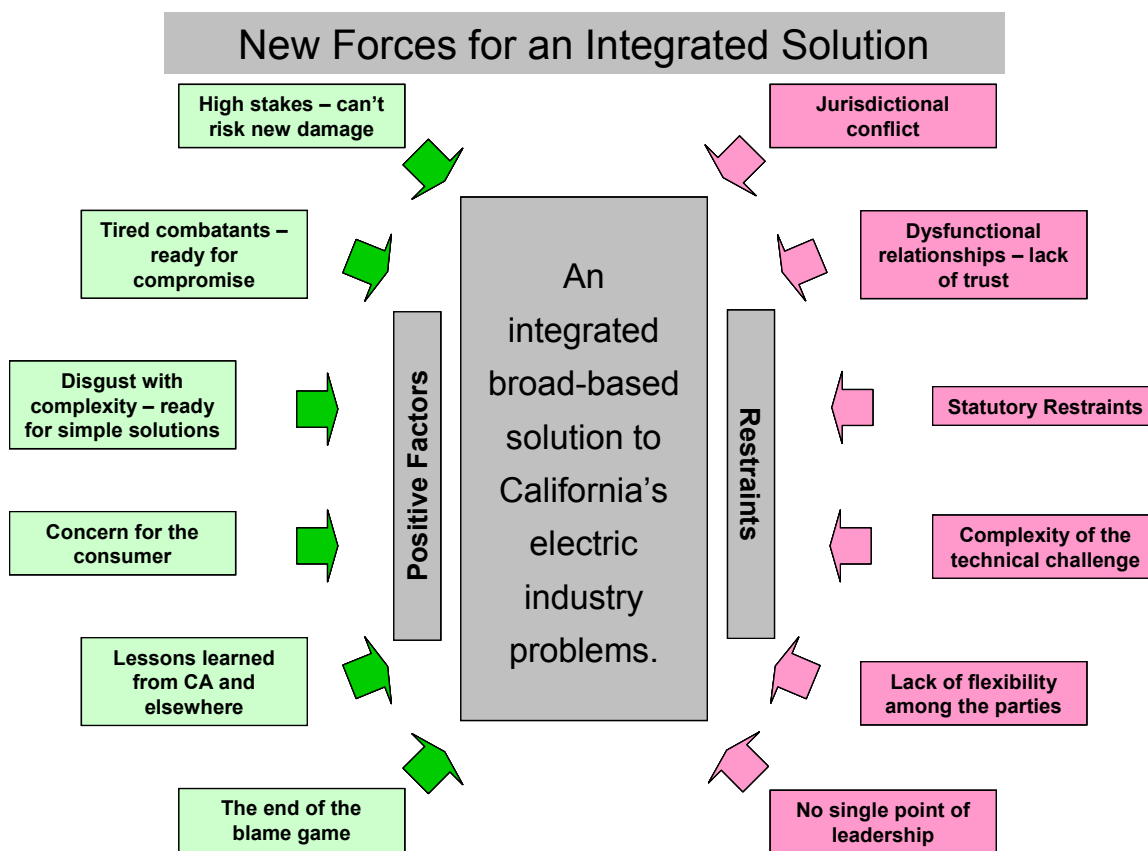 New Forces for an Integrated Solution
High stakes – can’t
risk new damage
Tired combatants –
ready for
compromise
Disgust with
complexity – ready
for simple solutions
Concern for the
consumer
Lessons learned
from CA and
elsewhere
The end of the
blame game
Positive Factors
An
integrated
broad-based
solution to
California’s
electric
industry
problems.
Restraints
Jurisdictional
conflict
Dysfunctional
relationships – lack
of trust
Statutory Restraints
Complexity of the
technical challenge
Lack of flexibility
among the parties
No single point of
leadership